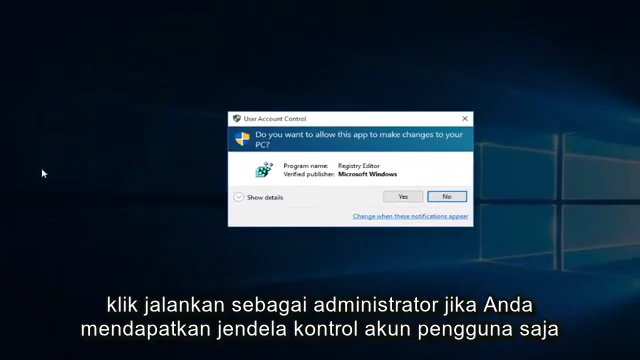 User Account Control
Do you want to allow this app to make changes to your
PC?
Program name: Registry Editor
Verified publisher: Microsoft Windows
Show details
Yes
No
Change when these notifications appear
klik jalankan sebagai administrator jika Anda
mendapatkan jendela kontrol akun pengguna saja